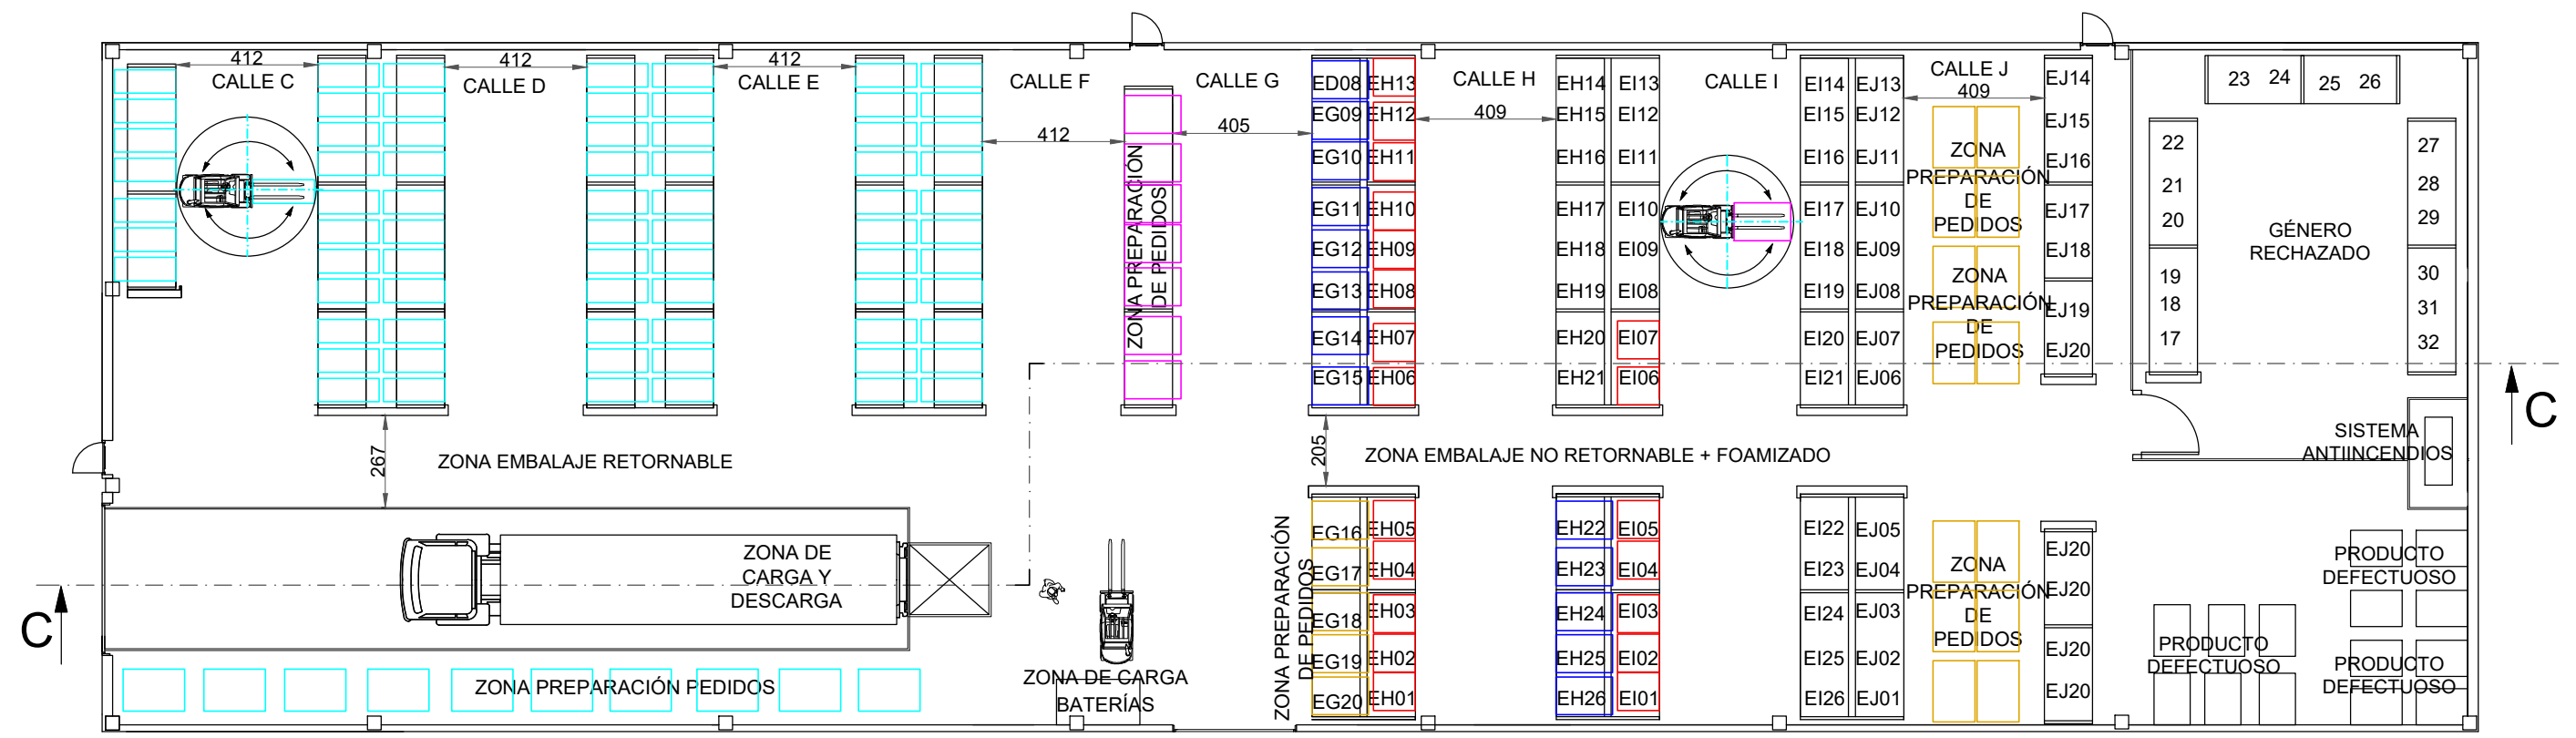 412
CALLE C
412
CALLE D
412
CALLE E
CALLE F
412
CALLE G
405
CALLE H
409
CALLE I
CALLE J
409
ZONA PREPARACIÓN
DE PEDIDOS
ED08
EG09
EG10
EG11
EG12
EG13
EG14
EG15
EH13
EH12
EH11
EH10
EH09
EH08
EH07
EH06
EH14
EH15
EH16
EH17
EH18
EH19
EH20
EH21
EI13
EI12
EI11
EI10
EI09
EI08
EI07
EI06
EI14
EI15
EI16
EI17
EI18
EI19
EI20
EI21
EJ13
EJ12
EJ11
EJ10
EJ09
EJ08
EJ07
EJ06
ZONA
PREPARACIÓN
DE
PEDIDOS
ZONA
PREPARACIÓN
DE
PEDIDOS
EJ14
EJ15
EJ16
EJ17
EJ18
EJ19
EJ20
23 24 25 26
22
21
20
19
18
17
GÉNERO
RECHAZADO
27
28
29
30
31
32
C
267
ZONA EMBALAJE RETORNABLE
205
ZONA EMBALAJE NO RETORNABLE + FOAMIZADO
SISTEMA
ANTIINCENDIOS
C
ZONA DE
CARGA Y
DESCARGA
ZONA PREPARACIÓN PEDIDOS
ZONA DE CARGA
BATERÍAS
ZONA PREPARACIÓN
DE PEDIDOS
EG16
EG17
EG18
EG19
EG20
EH05
EH04
EH03
EH02
EH01
EH22
EH23
EH24
EH25
EH26
EI05
EI04
EI03
EI02
EI01
EI22
EI23
EI24
EI25
EI26
EJ05
EJ04
EJ03
EJ02
EJ01
ZONA
PREPARACIÓN
DE
PEDIDOS
EJ20
EJ20
EJ20
EJ20
PRODUCTO
DEFECTUOSO
PRODUCTO
DEFECTUOSO
PRODUCTO
DEFECTUOSO